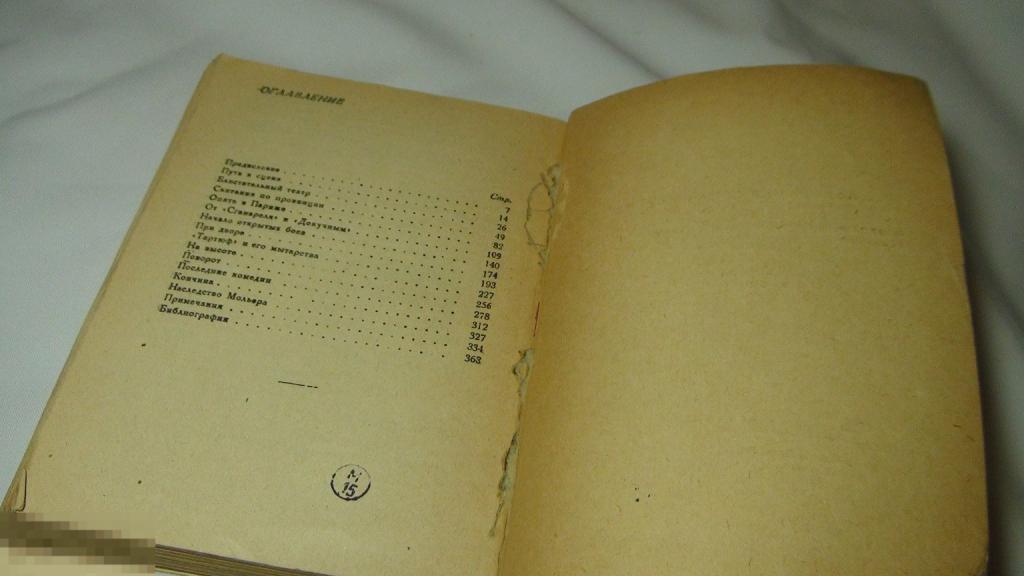 ОГЛАВЛЕНИЕ
Стр.
Предисловие 7
Путь к сцене 14
Блистательный театр 26
Скитания по провинции 49
Опять в Париже 82
От «Сганареля» к «Докучным» 109
Начало открытых боев 140
При дворе 174
«Тартюф» и его мытарства 193
На высоте 227
Поворот 256
Последние комедии 278
Кончина 312
Наследство Мольера 327
Примечания 334
Библиография 363
М
15